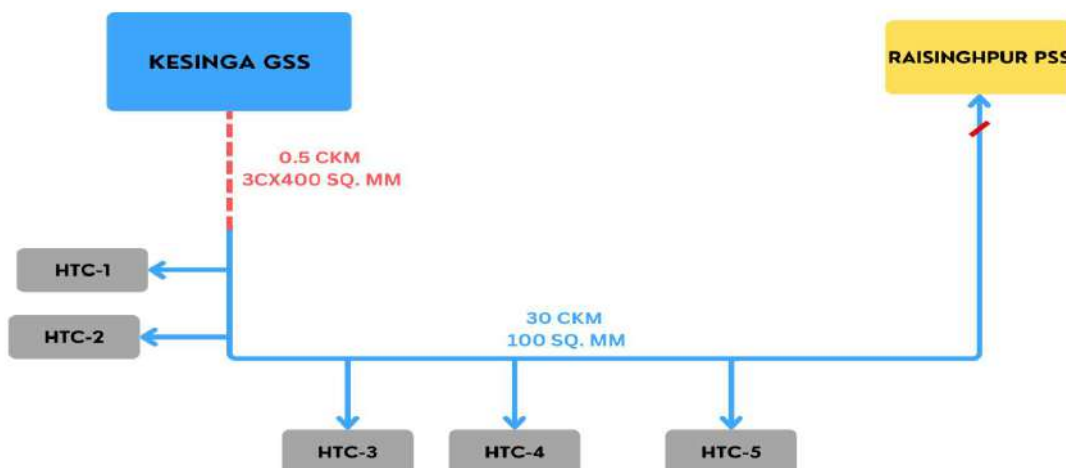 KESINGA GSS
RAISINGHPUR PSS
0.5 CKM
3CX400 SQ. MM
HTC-1
HTC-2
30 CKM
100 SQ. MM
HTC-3
HTC-4
HTC-5